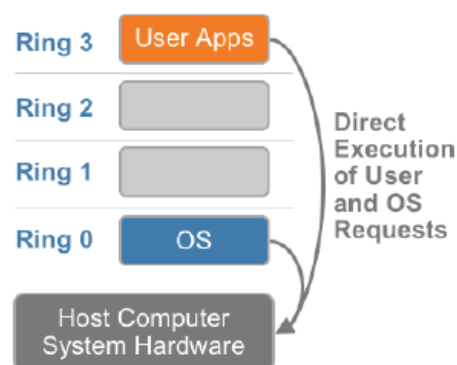 Ring 3
User Apps
Ring 2
Ring 1
Ring 0
OS
Direct
Execution
of User
and OS
Requests
Host Computer
System Hardware